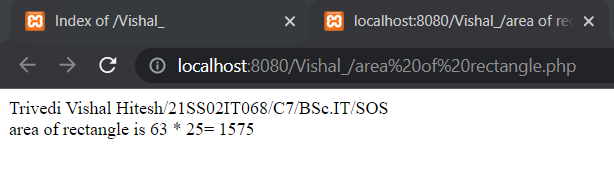 Index of /Vishal_
localhost:8080/Vishal_/area of re
localhost:8080/Vishal_/area%20of%20rectangle.php
Trivedi Vishal Hitesh/21SS02IT068/C7/BSc.IT/SOS
area of rectangle is 63 * 25= 1575